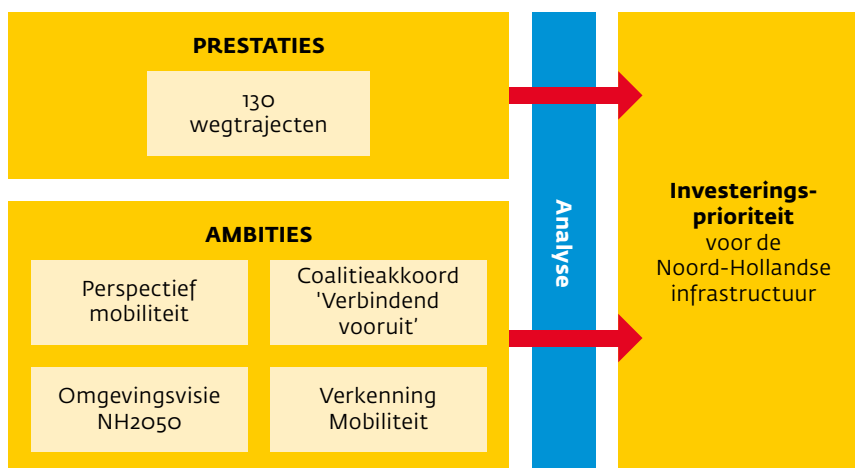 PRESTATIES
130
wegtrajecten
AMBITIES
Perspectief
mobiliteit
Coalitieakkoord
'Verbindend
vooruit'
Omgevingsvisie
NH2050
Verkenning
Mobiliteit
Analyse
Investerings-
prioriteit
voor de
Noord-Hollandse
infrastructuur